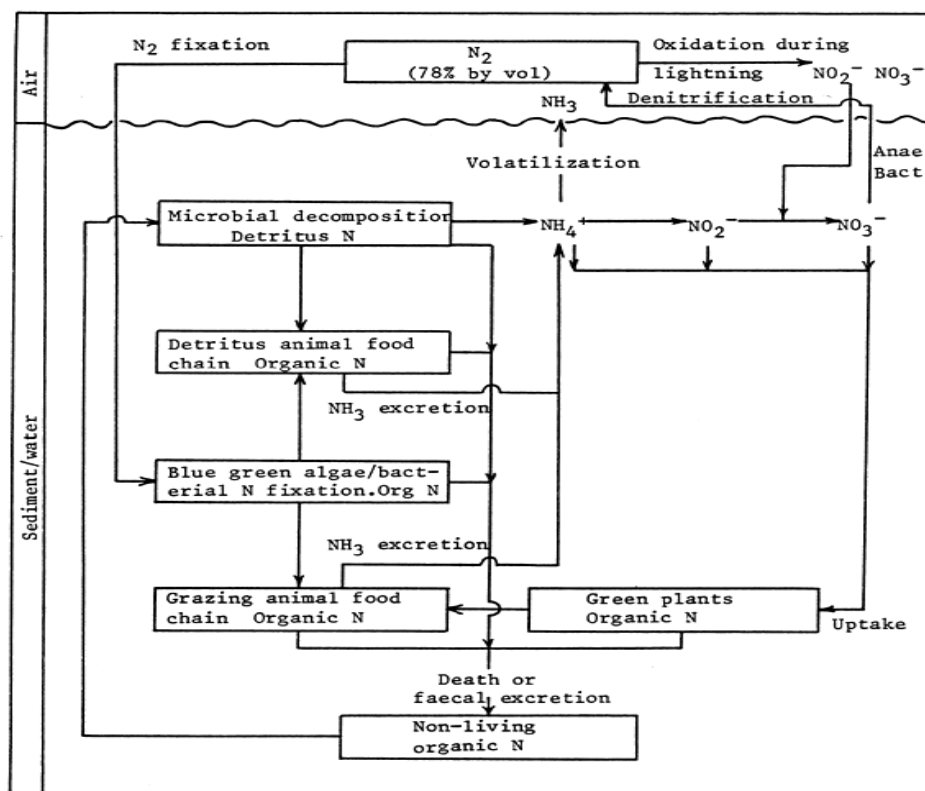 N2 fixation
N2
(78% by vol)
Oxidation during
lightning
NO2⁻ NO3⁻
Denitrification
NH3
Air
Volatilization
Anae
Bact
Microbial decomposition
Detritus N
NH4+
NO2⁻
NO3⁻
Detritus animal food
chain Organic N
NH3 excretion
Blue green algae/bact-
erial N fixation.Org N
NH3 excretion
Sediment/water
Grazing animal food
chain Organic N
Green plants
Organic N
Uptake
Death or
faecal excretion
Non-living
organic N